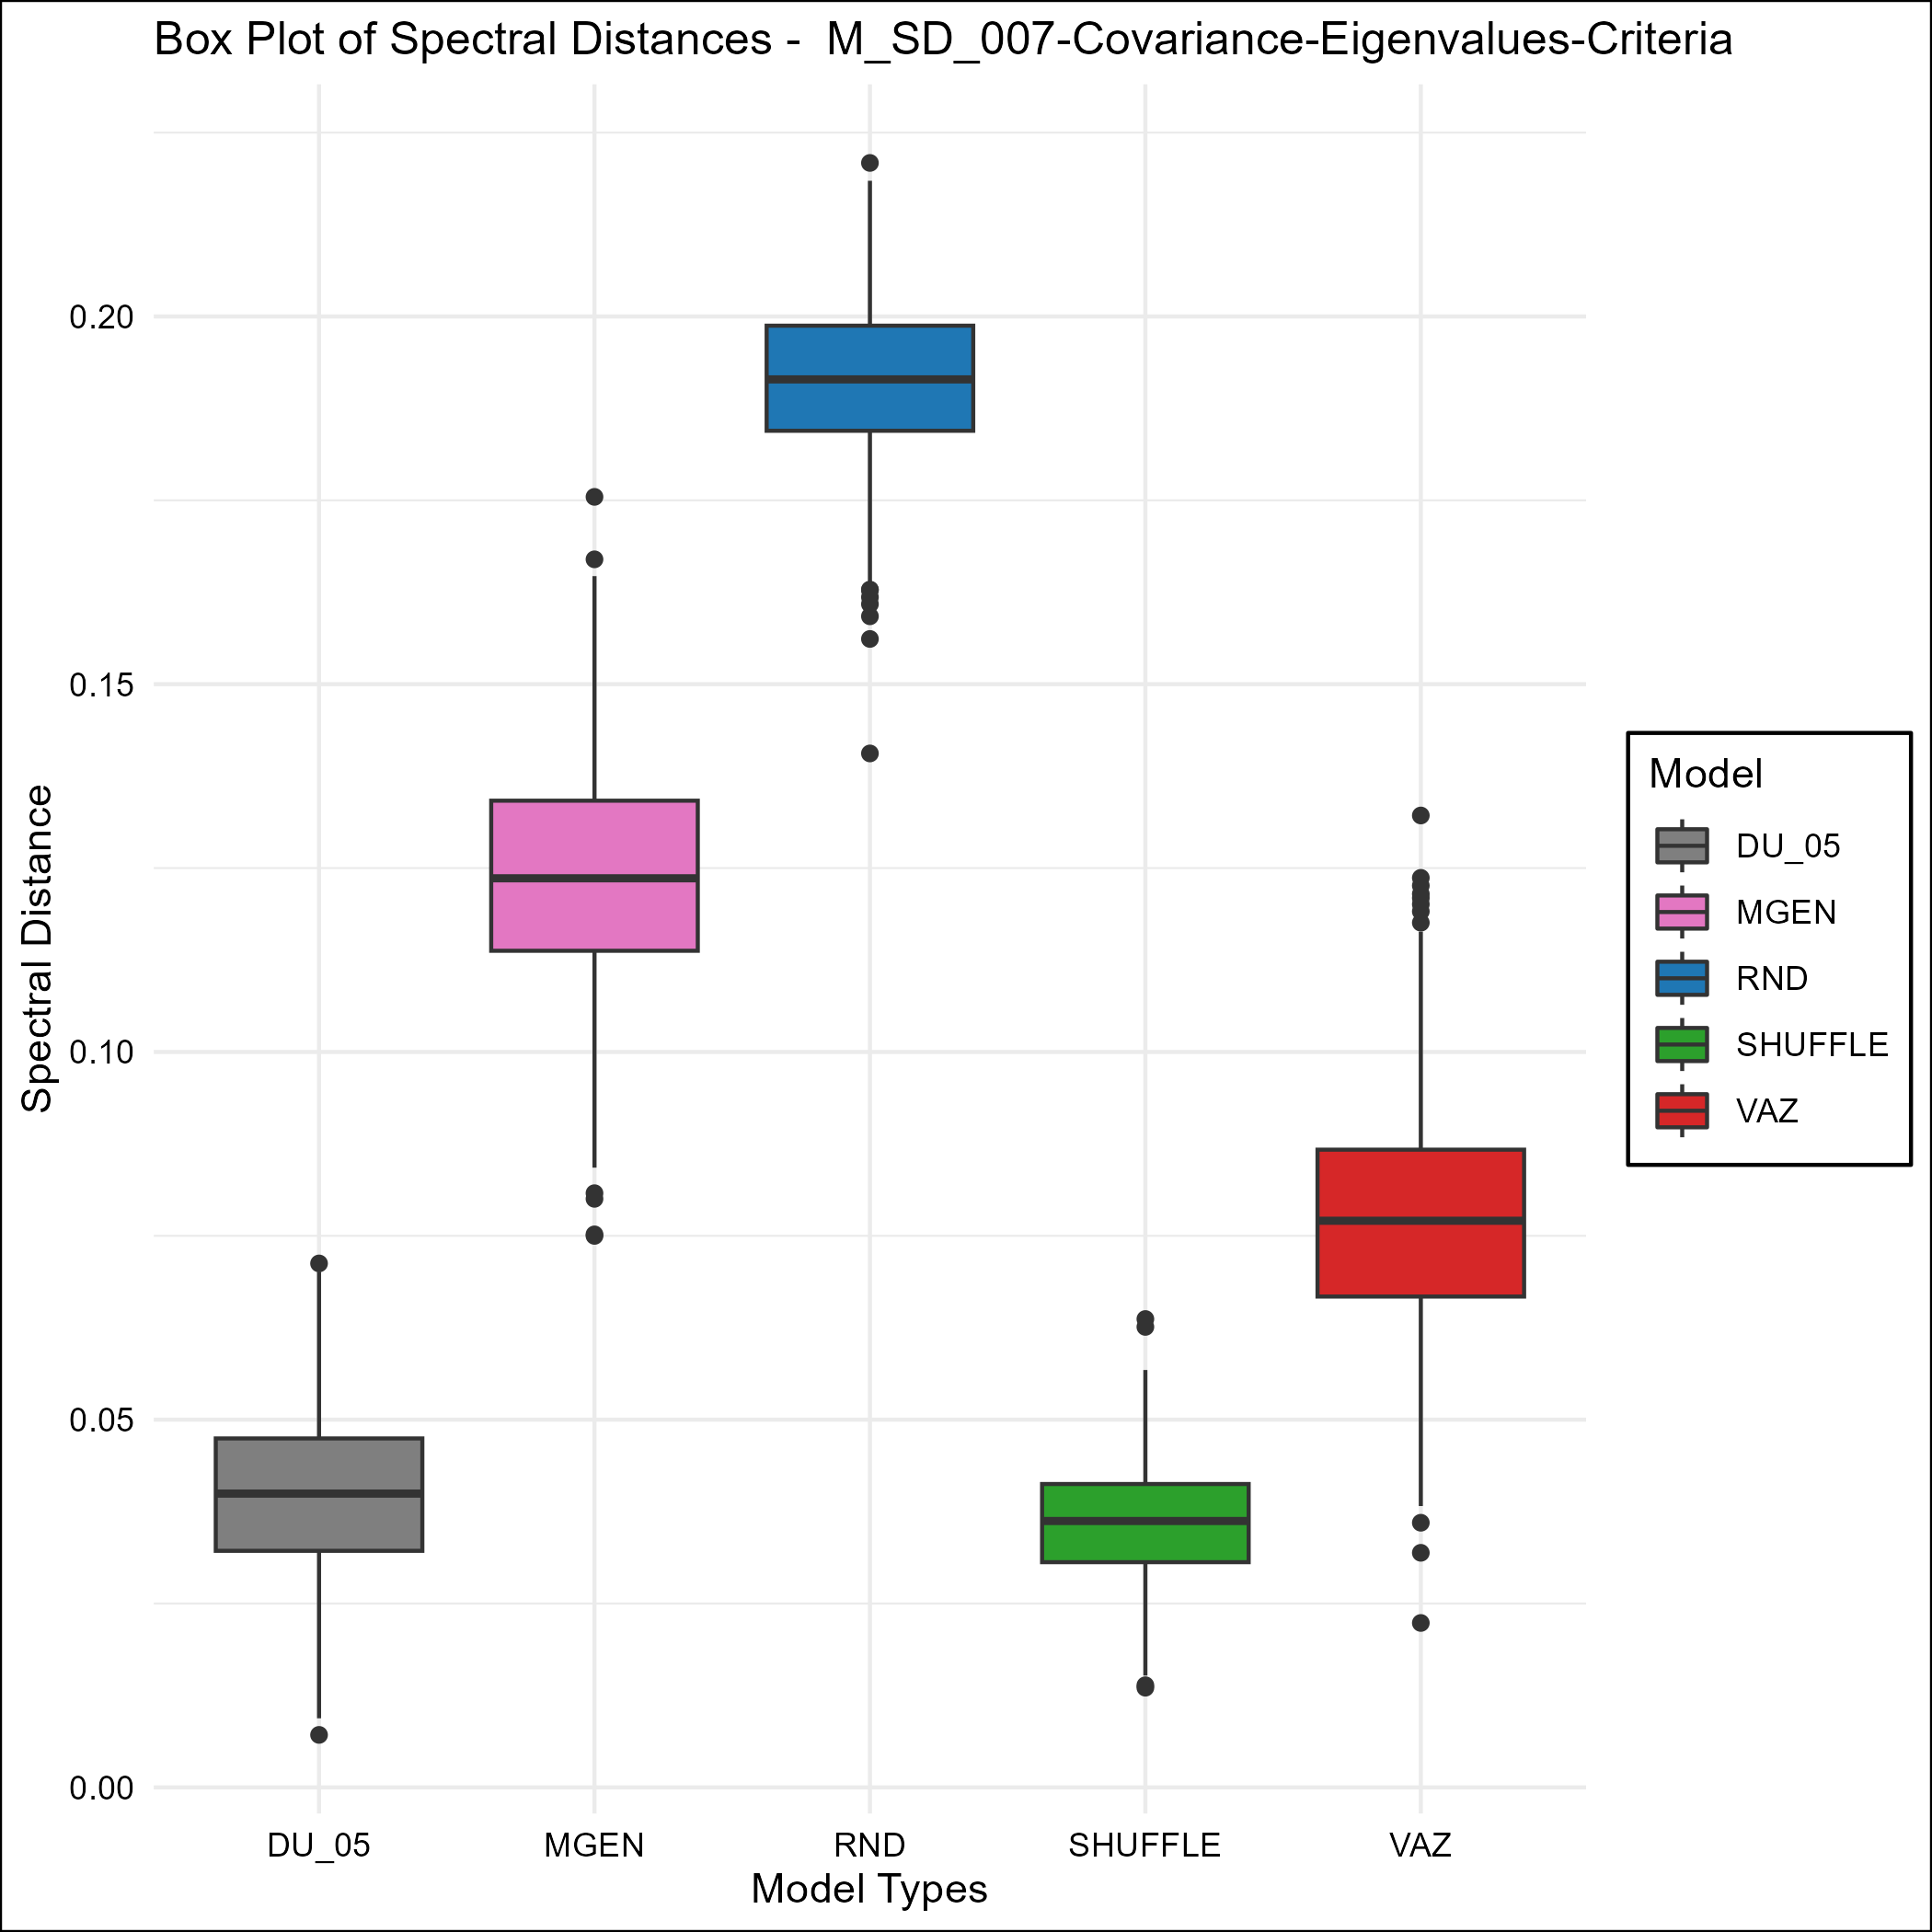 Box Plot of Spectral Distances -  M_SD_007-Covariance-Eigenvalues-Criteria
Spectral Distance
0.20
0.15
0.10
0.05
0.00
DU_05
MGEN
RND
SHUFFLE
VAZ
Model Types
Model
DU_05
MGEN
RND
SHUFFLE
VAZ